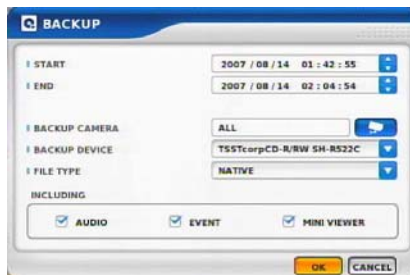 BACKUP
START 2007 / 08 / 14 01 : 42 : 55
END 2007 / 08 / 14 02 : 04 : 54
BACKUP CAMERA ALL
BACKUP DEVICE TSSTcorpCD-R/RW SH-R522C
FILE TYPE NATIVE
INCLUDING
AUDIO EVENT MINI VIEWER
OK CANCEL